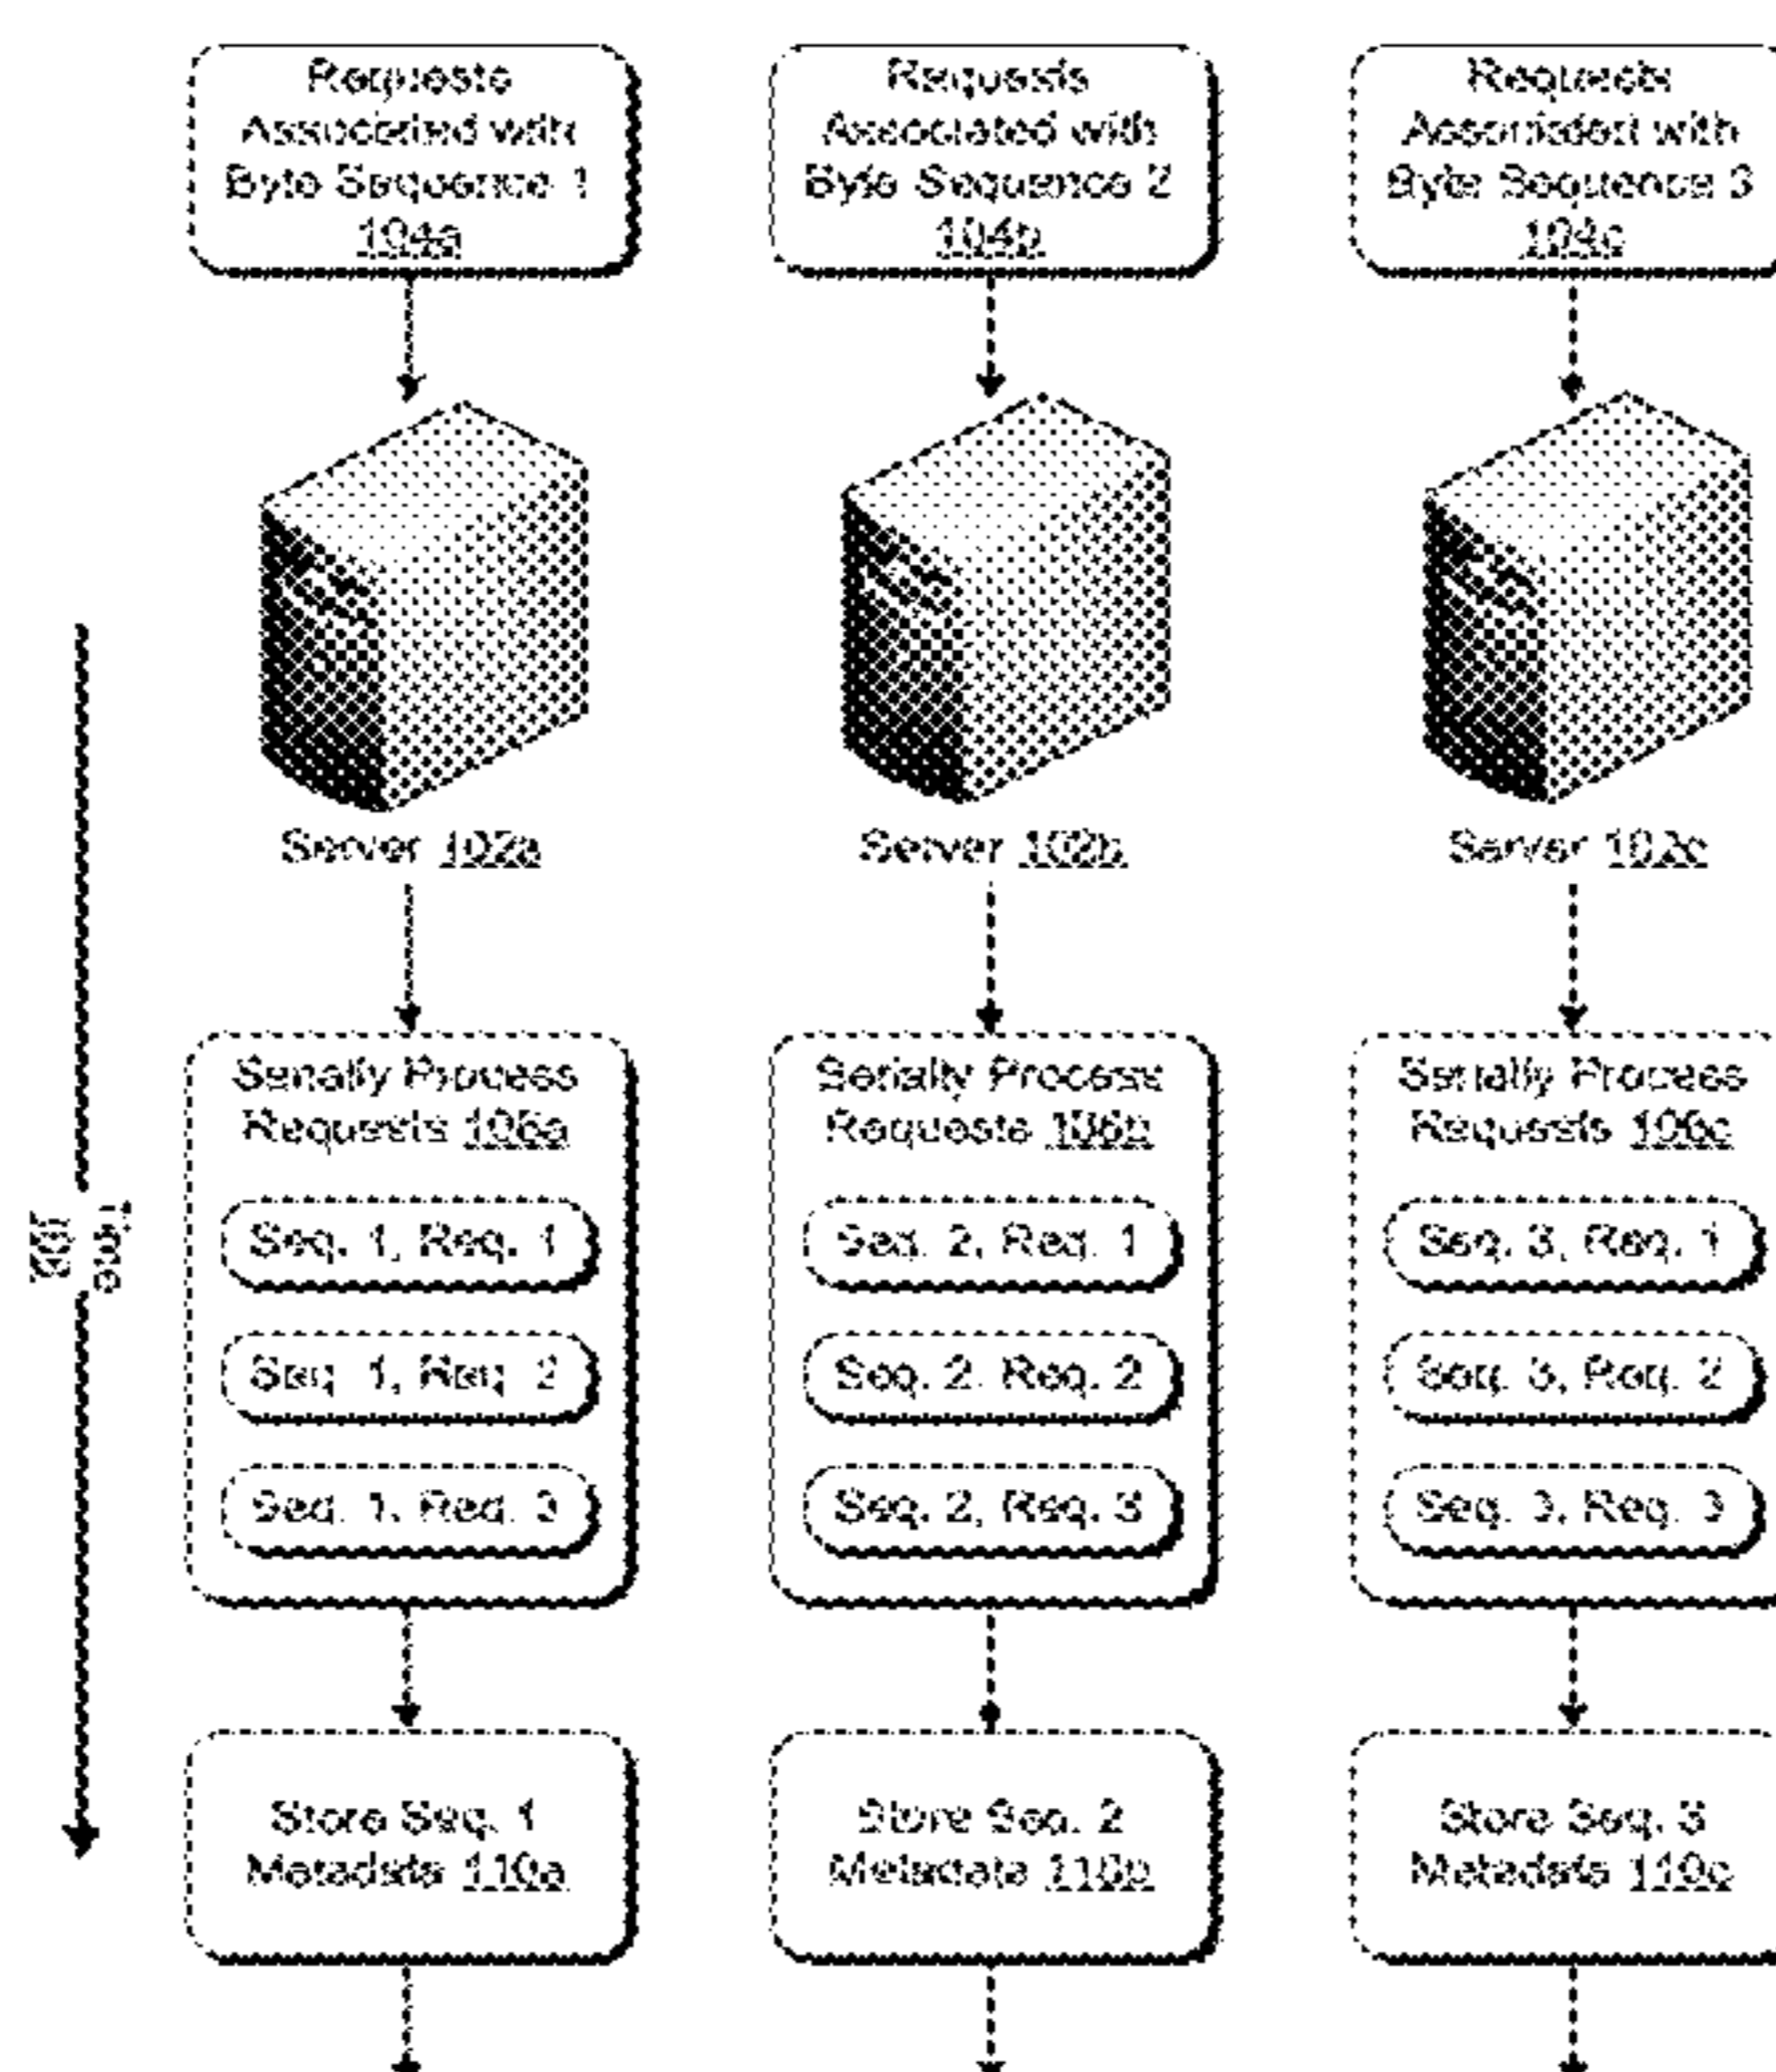 Requests
Associated with
Byte Sequence 1
104a
Requests
Associated with
Byte Sequence 2
104b
Requests
Associated with
Byte Sequence 3
104c
Server 102a
Server 102b
Server 102c
Time
Serially Process
Requests 106a
Seq. 1, Req. 1
Seq. 1, Req. 2
Seq. 1, Req. 3
Serially Process
Requests 106b
Seq. 2, Req. 1
Seq. 2, Req. 2
Seq. 2, Req. 3
Serially Process
Requests 106c
Seq. 3, Req. 1
Seq. 3, Req. 2
Seq. 3, Req. 3
Store Seq. 1
Metadata 110a
Store Seq. 2
Metadata 110b
Store Seq. 3
Metadata 110c